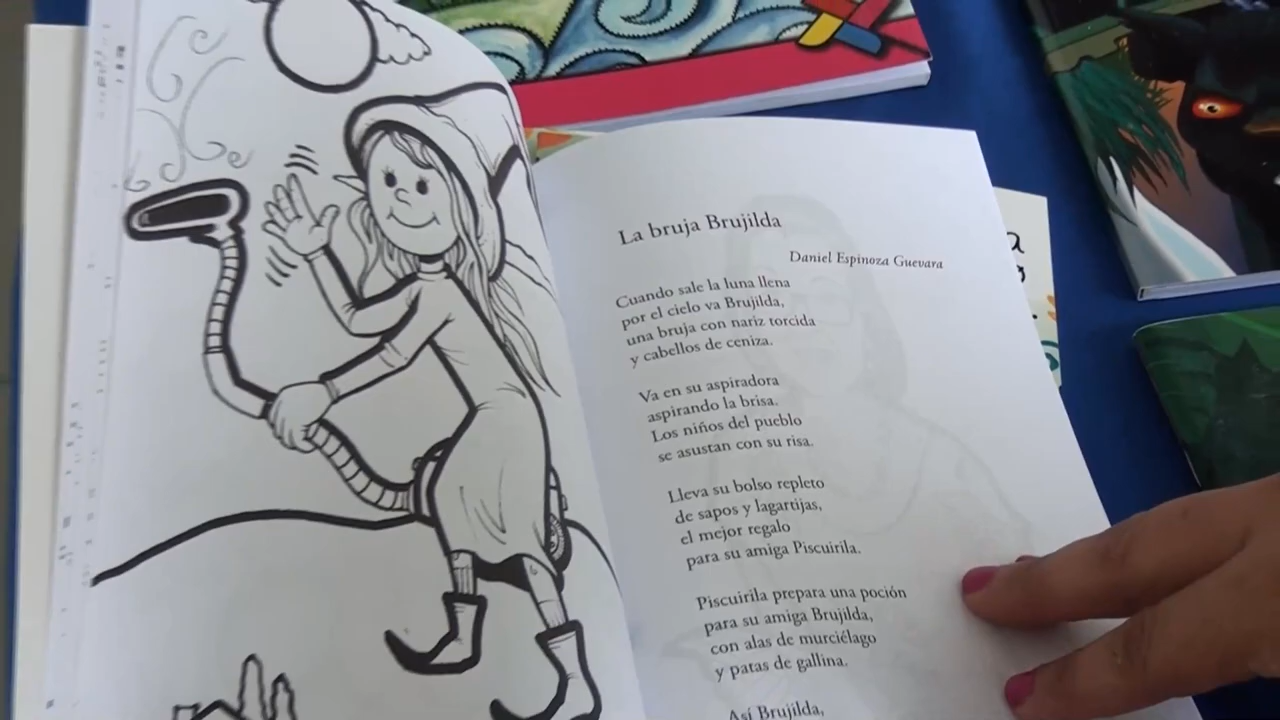 La bruja Brujilda
Daniel Espinoza Guevara
Cuando sale la luna llena
por el cielo va Brujilda,
una bruja con nariz torcida
y cabellos de ceniza.
Va en su aspiradora
aspirando la brisa.
Los niños del pueblo
se asustan con su risa.
Lleva su bolso repleto
de sapos y lagartijas,
el mejor regalo
para su amiga Piscuirila.
Piscuirila prepara una poción
para su amiga Brujilda,
con alas de murciélago
y patas de gallina.
Así Brujilda,